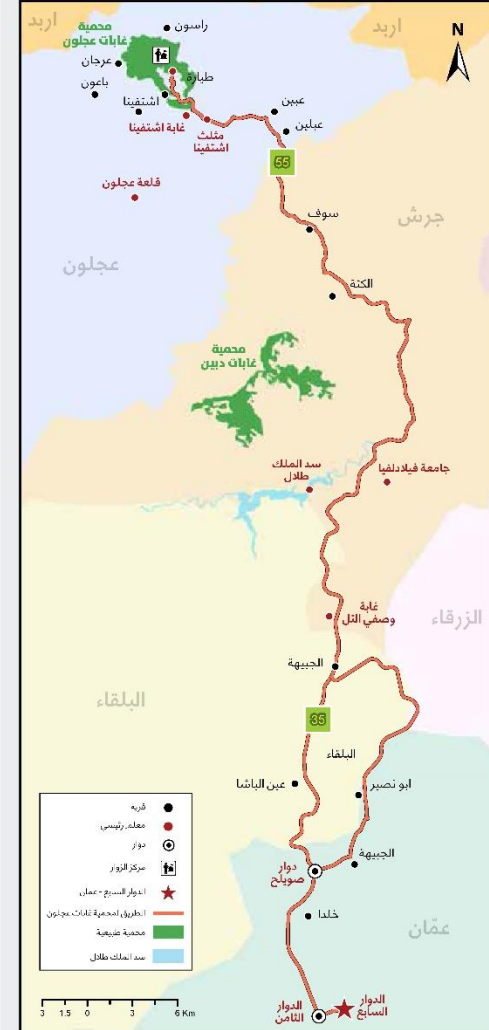 اربد
اربد
N
محمية
غابات عجلون
راسون
عرجان
باعون
طيارة
اشتفينا
غابة اشتفينا
مثلث
اشتفينا
عبين
عبلين
55
قلعة عجلون
سوف
جرش
عجلون
الكتة
محمية
غابات دبين
سد الملك
طلال
جامعة فيلادلفيا
غابة
وصفي التل
الزرقاء
الجبيهة
البلقاء
35
البلقاء
عين الباشا
ابو نصير
دوار
صويلح
الجبيهة
خلدا
عمّان
الدوار
السابع
الدوار
الثامن
قرية
معلم رئيسي
دوار
مركز الزوار
الدوار السابع - عمان
الطريق لمحمية غابات عجلون
محمية طبيعية
سد الملك طلال
3 1.5 0 3 6 Km